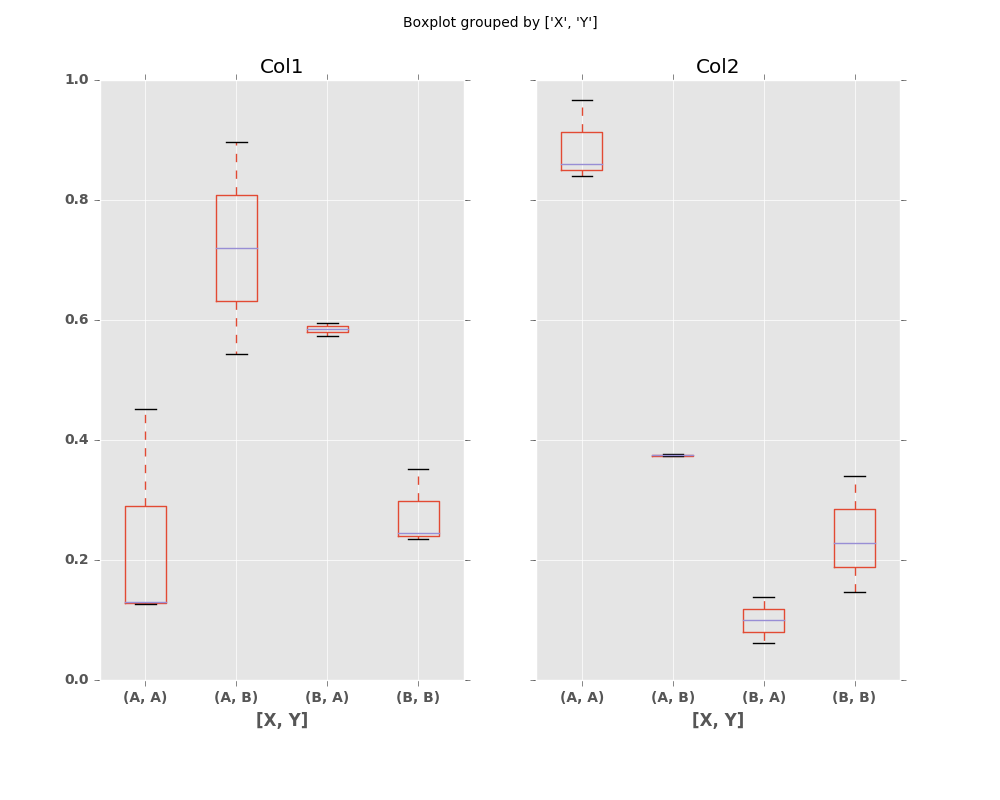 Boxplot grouped by ['X', 'Y']
Col1
Col2
1.0
0.8
0.6
0.4
0.2
0.0
(A, A) (A, B) (B, A) (B, B)
[X, Y]
(A, A) (A, B) (B, A) (B, B)
[X, Y]